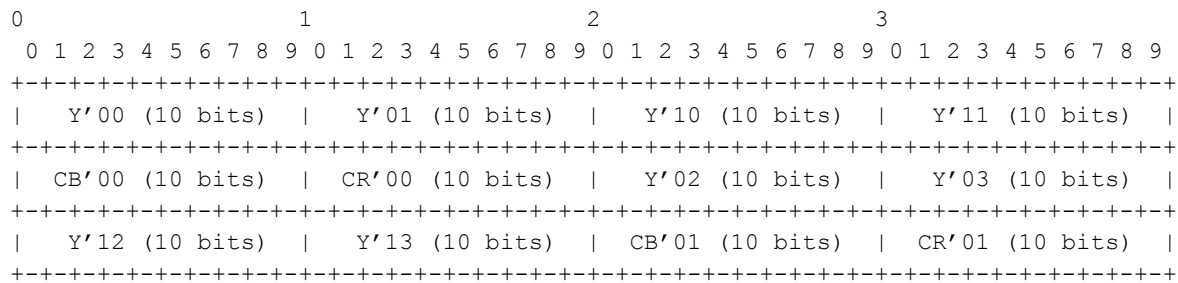 0                   1                   2                   3
 0 1 2 3 4 5 6 7 8 9 0 1 2 3 4 5 6 7 8 9 0 1 2 3 4 5 6 7 8 9 0 1 2 3 4 5 6 7 8 9
+-+-+-+-+-+-+-+-+-+-+-+-+-+-+-+-+-+-+-+-+-+-+-+-+-+-+-+-+-+-+-+-+-+-+-+-+-+-+-+-+
|   Y'00 (10 bits)  |   Y'01 (10 bits)  |   Y'10 (10 bits)  |   Y'11 (10 bits)  |
+-+-+-+-+-+-+-+-+-+-+-+-+-+-+-+-+-+-+-+-+-+-+-+-+-+-+-+-+-+-+-+-+-+-+-+-+-+-+-+-+
|  CB'00 (10 bits)  |  CR'00 (10 bits)  |   Y'02 (10 bits)  |   Y'03 (10 bits)  |
+-+-+-+-+-+-+-+-+-+-+-+-+-+-+-+-+-+-+-+-+-+-+-+-+-+-+-+-+-+-+-+-+-+-+-+-+-+-+-+-+
|   Y'12 (10 bits)  |   Y'13 (10 bits)  |  CB'01 (10 bits)  |  CR'01 (10 bits)  |
+-+-+-+-+-+-+-+-+-+-+-+-+-+-+-+-+-+-+-+-+-+-+-+-+-+-+-+-+-+-+-+-+-+-+-+-+-+-+-+-+